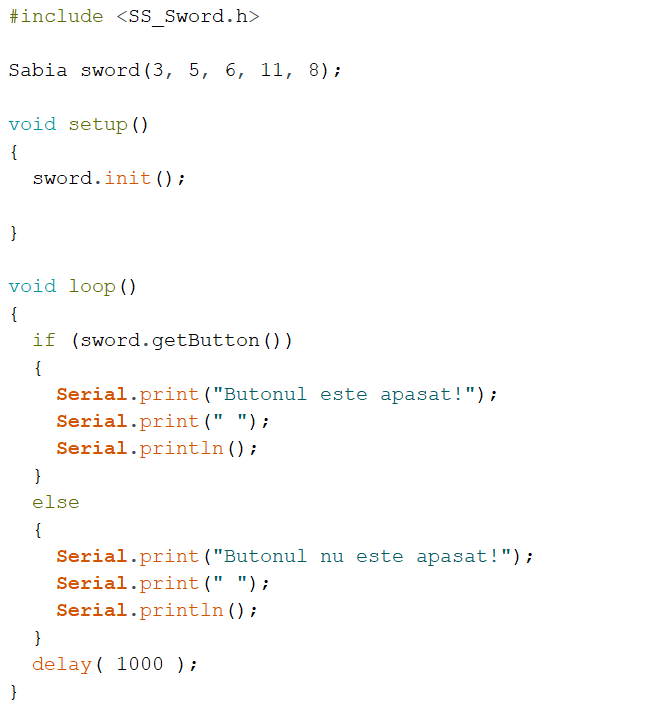 #include <SS_Sword.h>
Sabia sword(3, 5, 6, 11, 8);
void setup()
{
  sword.init();
}
void loop()
{
  if (sword.getButton())
  {
    Serial.print("Butonul este apasat!");
    Serial.print(" ");
    Serial.println();
  }
  else
  {
    Serial.print("Butonul nu este apasat!");
    Serial.print(" ");
    Serial.println();
  }
  delay( 1000 );
}